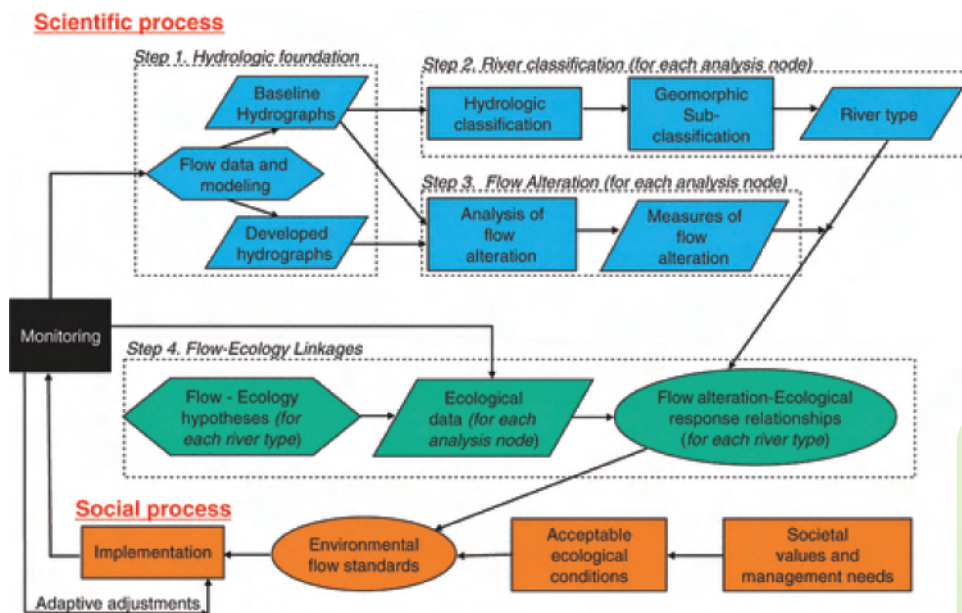 Scientific process
Step 1. Hydrologic foundation
Baseline
Hydrographs
Flow data and
modeling
Developed
hydrographs
Step 2. River classification (for each analysis node)
Hydrologic
classification
Geomorphic
Sub-
classification
River type
Step 3. Flow Alteration (for each analysis node)
Analysis of
flow
alteration
Measures of
flow
alteration
Monitoring
Step 4. Flow-Ecology Linkages
Flow - Ecology
hypotheses (for
each river type)
Ecological
data (for each
analysis node)
Flow alteration-Ecological
response relationships
(for each river type)
Social process
Implementation
Environmental
flow standards
Acceptable
ecological
conditions
Societal
values and
management needs
Adaptive adjustments